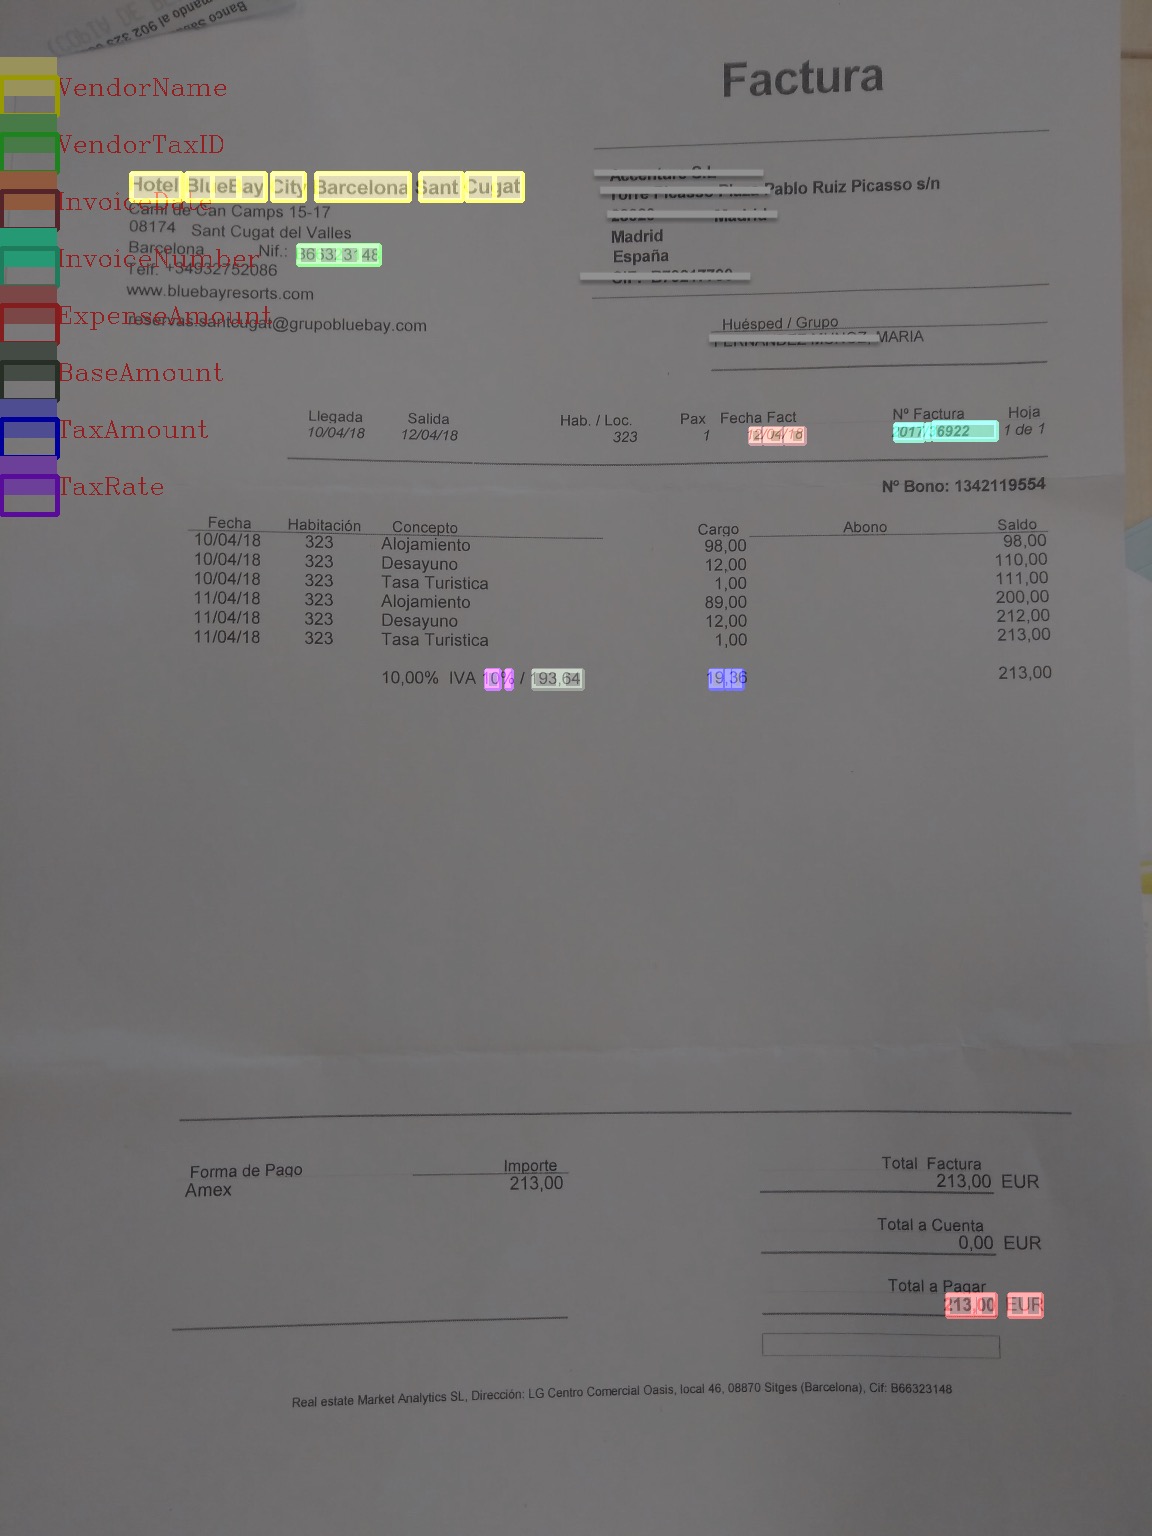 Banco
al 902 323
Factura
VendorName
VendorTaxID
InvoiceDate
InvoiceNumber
ExpenseAmount
BaseAmount
TaxAmount
TaxRate
Hotel BlueBay City Barcelona Sant Cugat
Camí de Can Camps 15-17
08174 Sant Cugat del Valles
Barcelona Nif.: B66323148
Telf: +34932752086
www.bluebayresorts.com
reservas.santcugat@grupobluebay.com
Pablo Ruiz Picasso s/n
Madrid
Madrid
España
Huésped / Grupo
MARIA
Llegada Salida Hab. / Loc. Pax Fecha Fact Nº Factura Hoja
10/04/18 12/04/18 323 1 12/04/18 6922 1 de 1
Nº Bono: 1342119554
Fecha Habitación Concepto Cargo Abono Saldo
10/04/18 323 Alojamiento 98,00 98,00
10/04/18 323 Desayuno 12,00 110,00
10/04/18 323 Tasa Turistica 1,00 111,00
11/04/18 323 Alojamiento 89,00 200,00
11/04/18 323 Desayuno 12,00 212,00
11/04/18 323 Tasa Turistica 1,00 213,00
10,00% IVA 10% / 193,64 19,36 213,00
Forma de Pago Importe Total Factura
Amex 213,00 213,00 EUR
Total a Cuenta
0,00 EUR
Total a Pagar
213,00 EUR
Real estate Market Analytics SL, Dirección: LG Centro Comercial Oasis, local 46, 08870 Sitges (Barcelona), Cif: B66323148